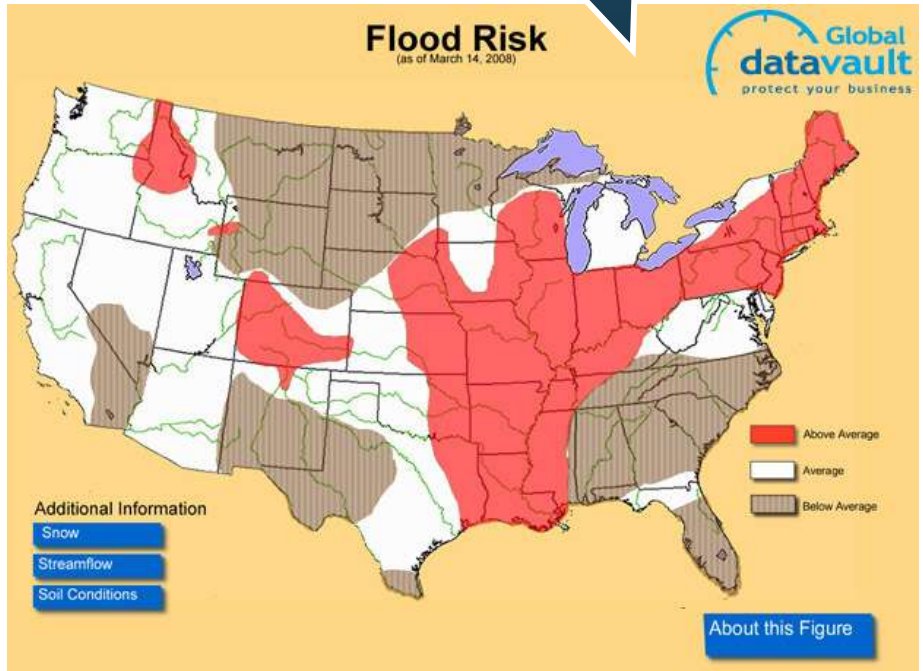 Flood Risk
(as of March 14, 2008)
Global
datavault
protect your business
Above Average
Average
Below Average
Additional Information
Snow
Streamflow
Soil Conditions
About this Figure